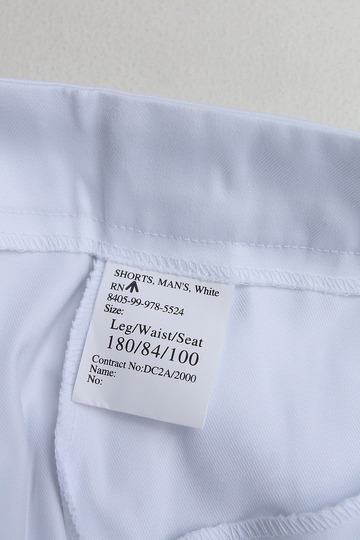 SHORTS, MAN'S, White
RN
8405-99-978-5524
Size:
Leg/Waist/Seat
180/84/100
Contract No:DC2A/2000
Name:
No: